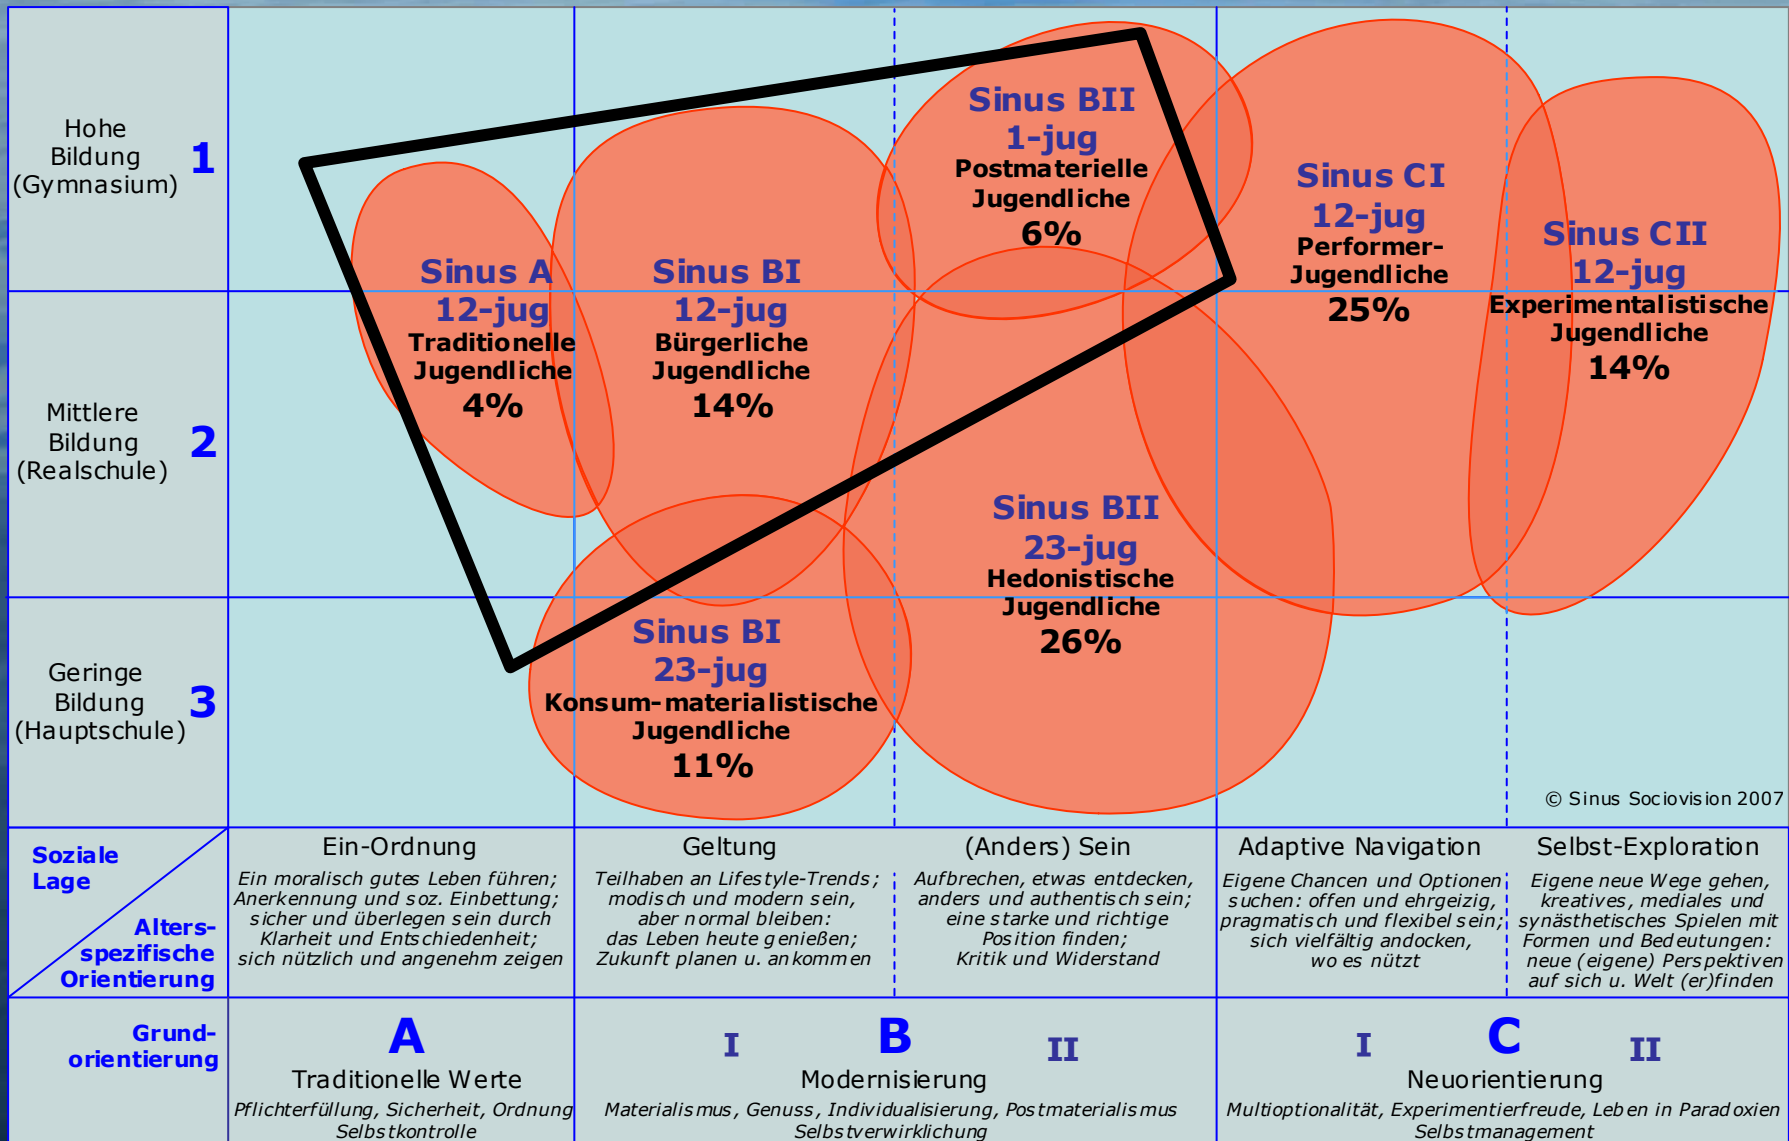 Hohe
Bildung
(Gymnasium)
1
Mittlere
Bildung
(Realschule)
2
Geringe
Bildung
(Hauptschule)
3
Sinus A
12-jug
Traditionelle
Jugendliche
4%
Sinus BI
12-jug
Bürgerliche
Jugendliche
14%
Sinus BII
1-jug
Postmaterielle
Jugendliche
6%
Sinus CI
12-jug
Performer-
Jugendliche
25%
Sinus CII
12-jug
Experimentalistische
Jugendliche
14%
Sinus BI
23-jug
Konsum-materialistische
Jugendliche
11%
Sinus BII
23-jug
Hedonistische
Jugendliche
26%
© Sinus Sociovision 2007
Soziale
Lage
Alters-
spezifische
Orientierung
Ein-Ordnung
Ein moralisch gutes Leben führen;
Anerkennung und soz. Einbettung;
sicher und überlegen sein durch
Klarheit und Entschiedenheit;
sich nützlich und angenehm zeigen
Geltung
Teilhaben an Lifestyle-Trends;
modisch und modern sein,
aber normal bleiben:
das Leben heute genießen;
Zukunft planen u. ankommen
(Anders) Sein
Aufbrechen, etwas entdecken,
anders und authentisch sein;
eine starke und richtige
Position finden;
Kritik und Widerstand
Adaptive Navigation
Eigene Chancen und Optionen
suchen: offen und ehrgeizig,
pragmatisch und flexibel sein;
sich vielfältig andocken,
wo es nützt
Selbst-Exploration
Eigene neue Wege gehen,
kreatives, mediales und
synästhetisches Spielen mit
Formen und Bedeutungen:
neue (eigene) Perspektiven
auf sich u. Welt (er)finden
Grund-
orientierung
A
Traditionelle Werte
Pflichterfüllung, Sicherheit, Ordnung
Selbstkontrolle
I B II
Modernisierung
Materialismus, Genuss, Individualisierung, Postmaterialismus
Selbstverwirklichung
I C II
Neuorientierung
Multioptionalität, Experimentierfreude, Leben in Paradoxien
Selbstmanagement